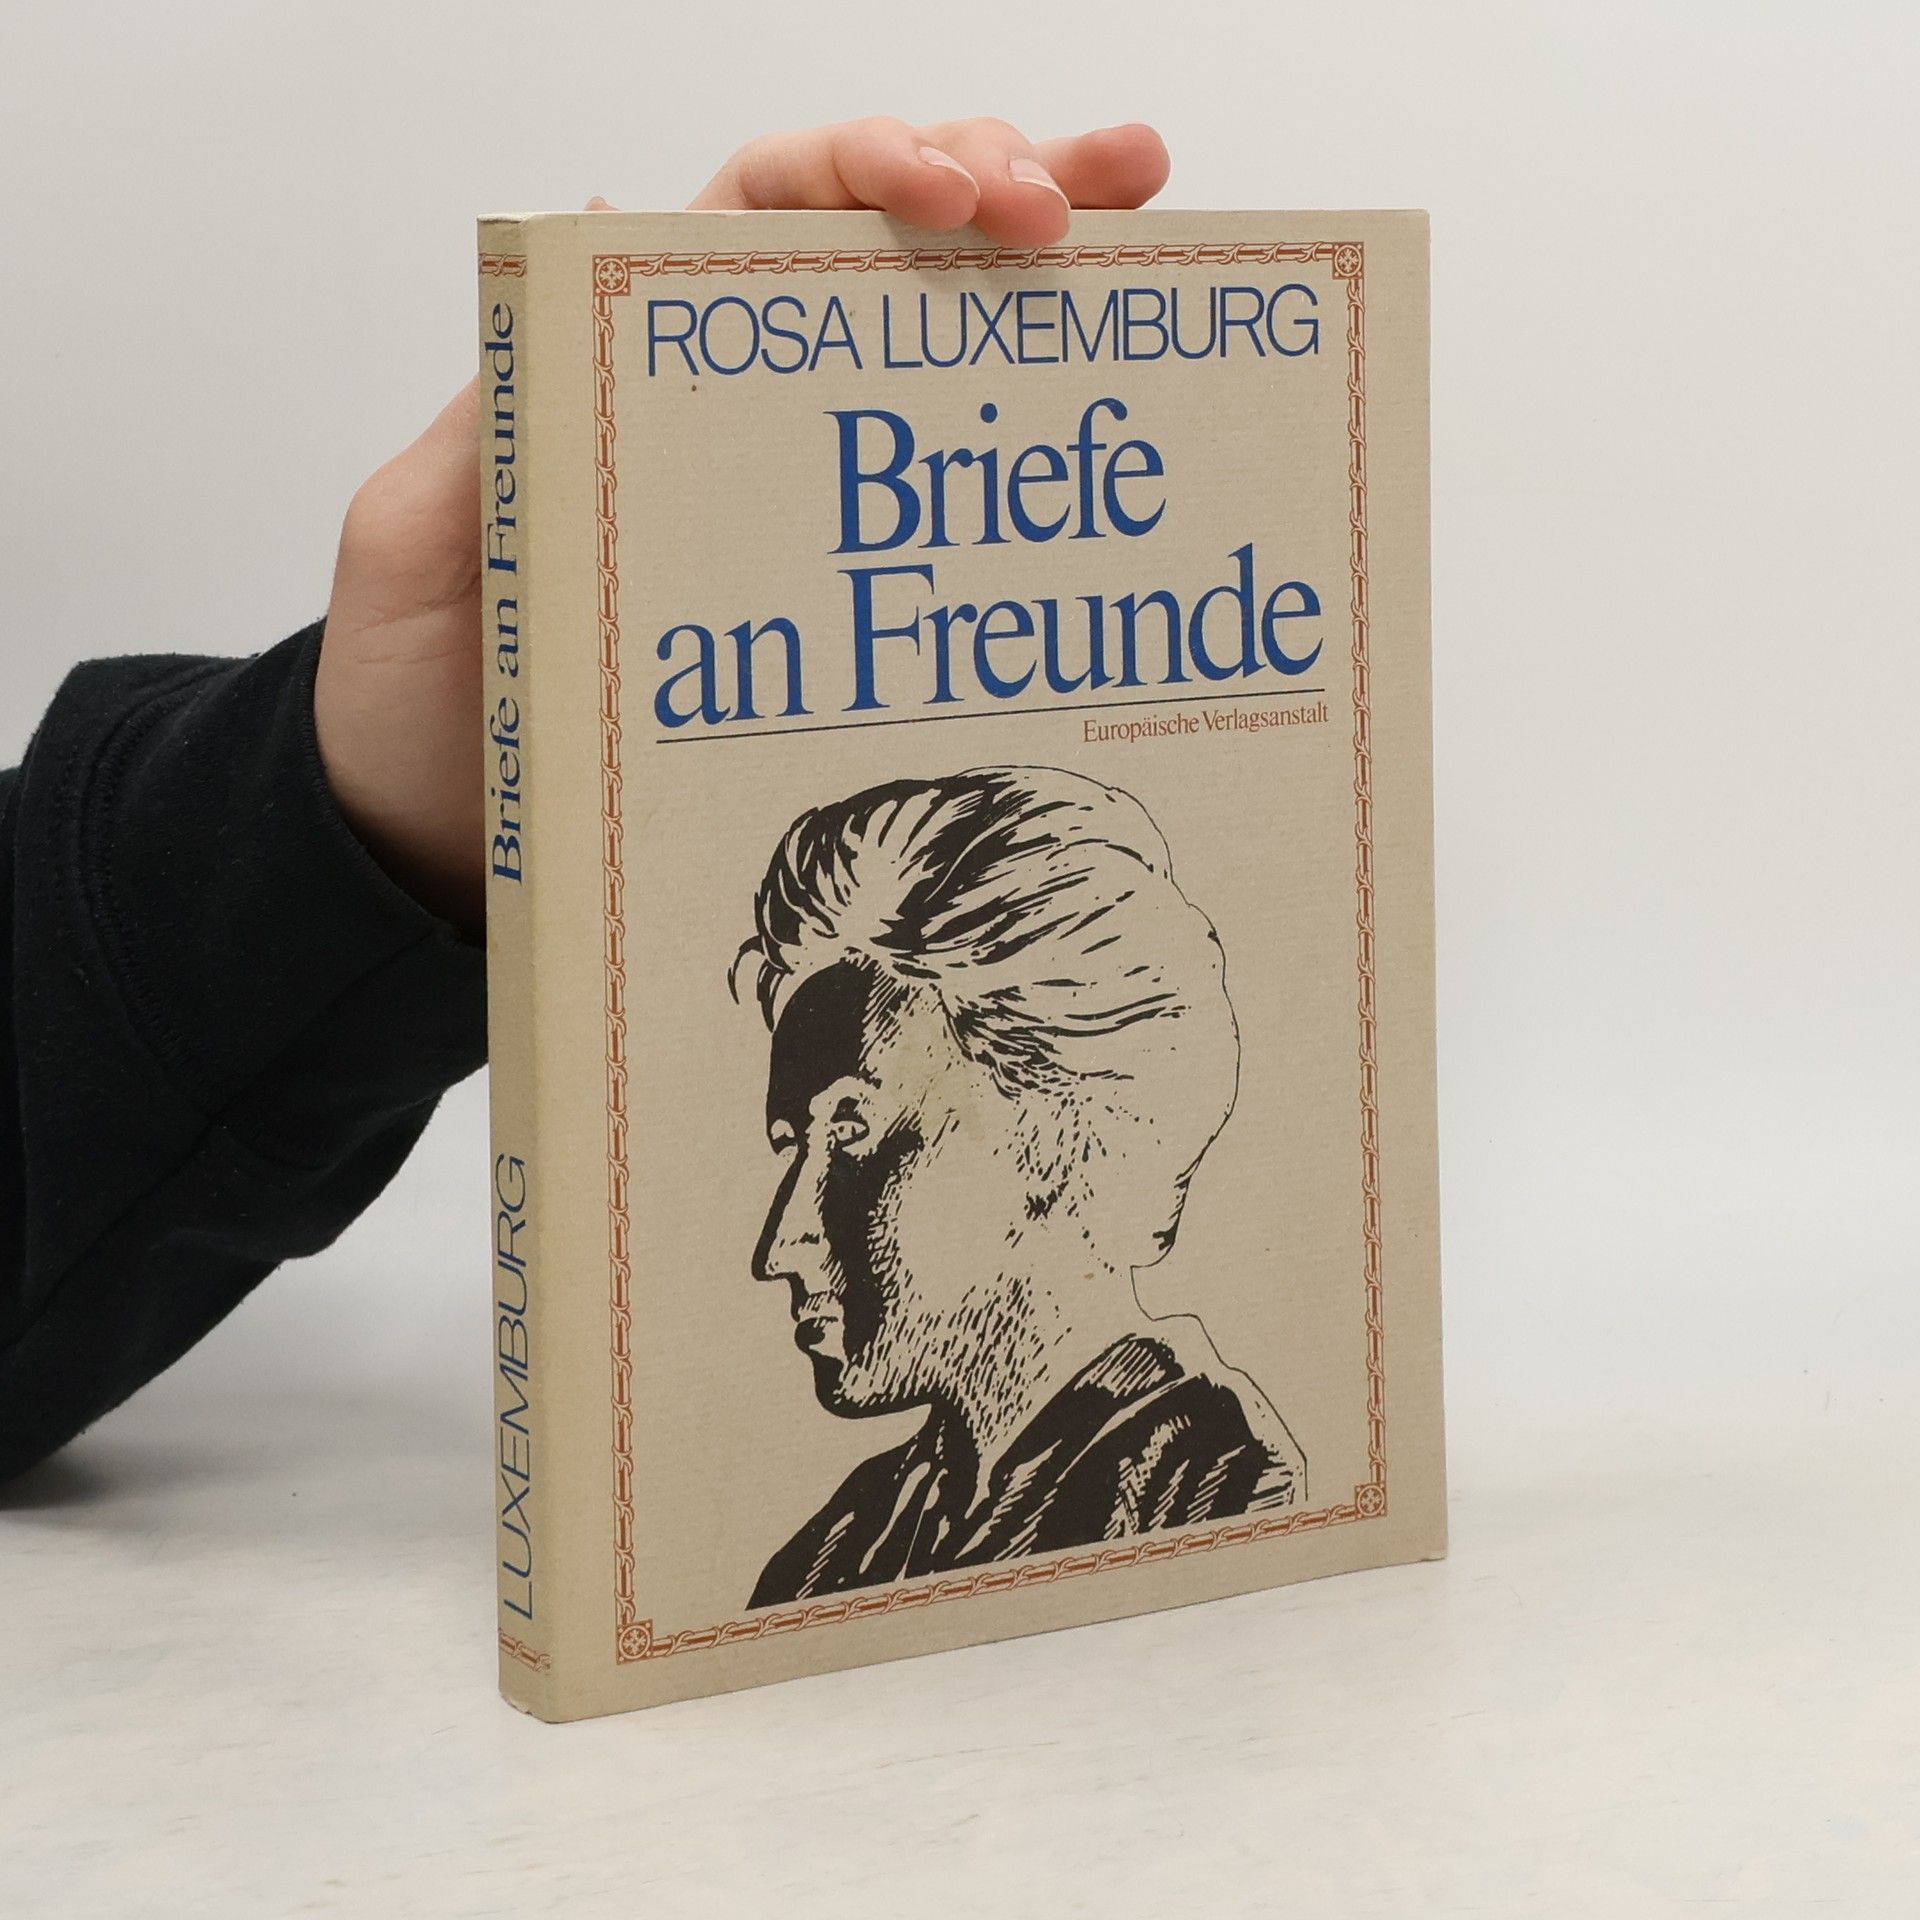 ROSA LUXEMBURG
Briefe
an Freunde
Europäische Verlagsanstalt
LUXEMBURG Briefe an Freunde